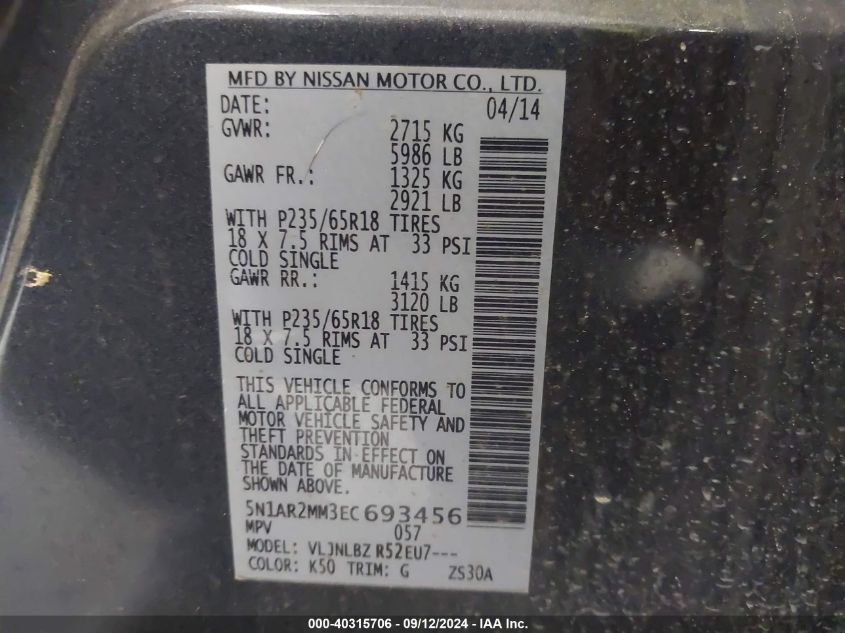 MFD BY NISSAN MOTOR CO., LTD.
DATE: 04/14
GVWR: 2715 KG
5986 LB
GAWR FR.: 1325 KG
2921 LB
WITH P235/65R18 TIRES
18 X 7.5 RIMS AT 33 PSI
COLD SINGLE
GAWR RR.: 1415 KG
3120 LB
WITH P235/65R18 TIRES
18 X 7.5 RIMS AT 33 PSI
COLD SINGLE
THIS VEHICLE CONFORMS TO
ALL APPLICABLE FEDERAL
MOTOR VEHICLE SAFETY AND
THEFT PREVENTION
STANDARDS IN EFFECT ON
THE DATE OF MANUFACTURE
SHOWN ABOVE.
5N1AR2MM3EC693456
MPV 057
MODEL: VLJNLBZ R52EU7---
COLOR: K50 TRIM: G ZS30A
000-40315706 - 09/12/2024 - IAA Inc.